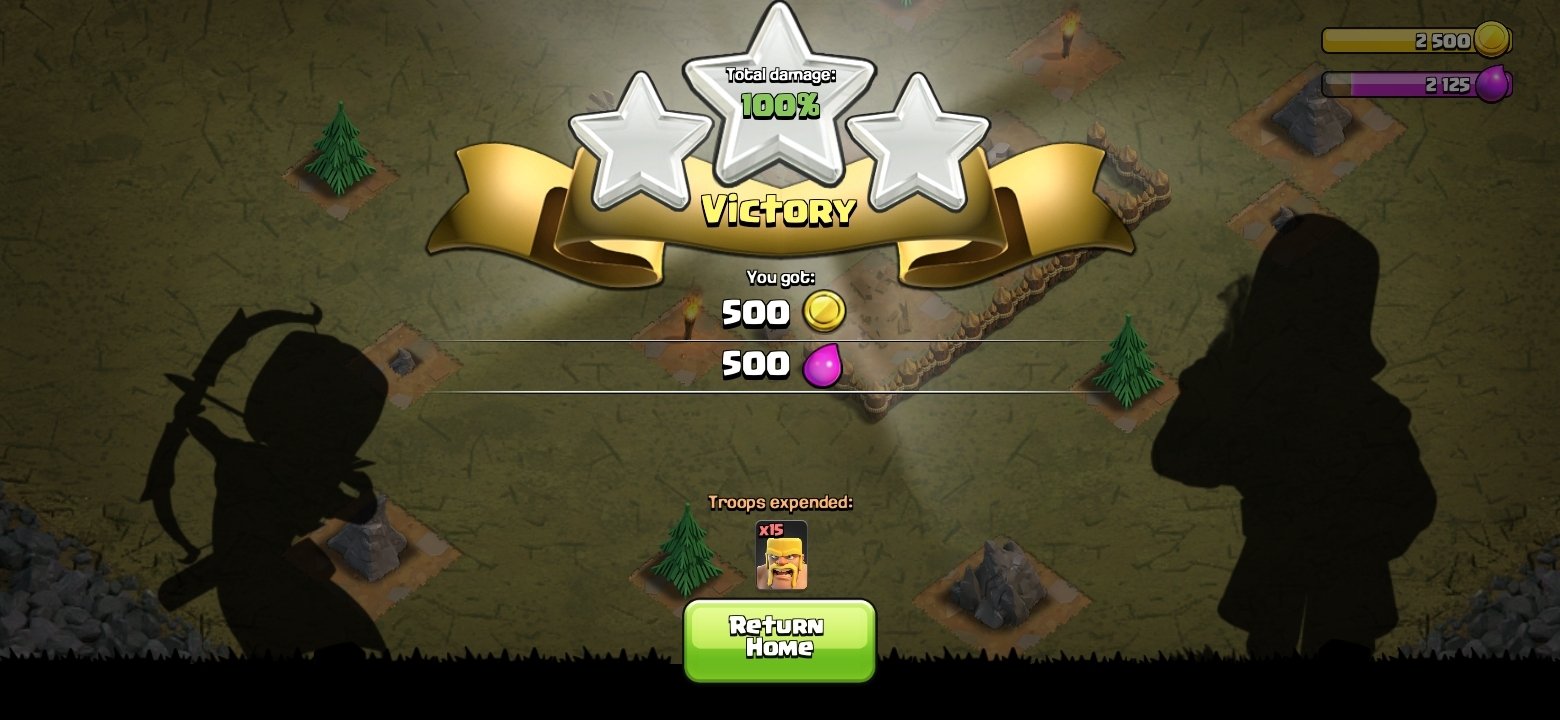 Total damage:
100%
2 500
2 125
Victory
You got:
500
500
Troops expended:
x15
Return
Home